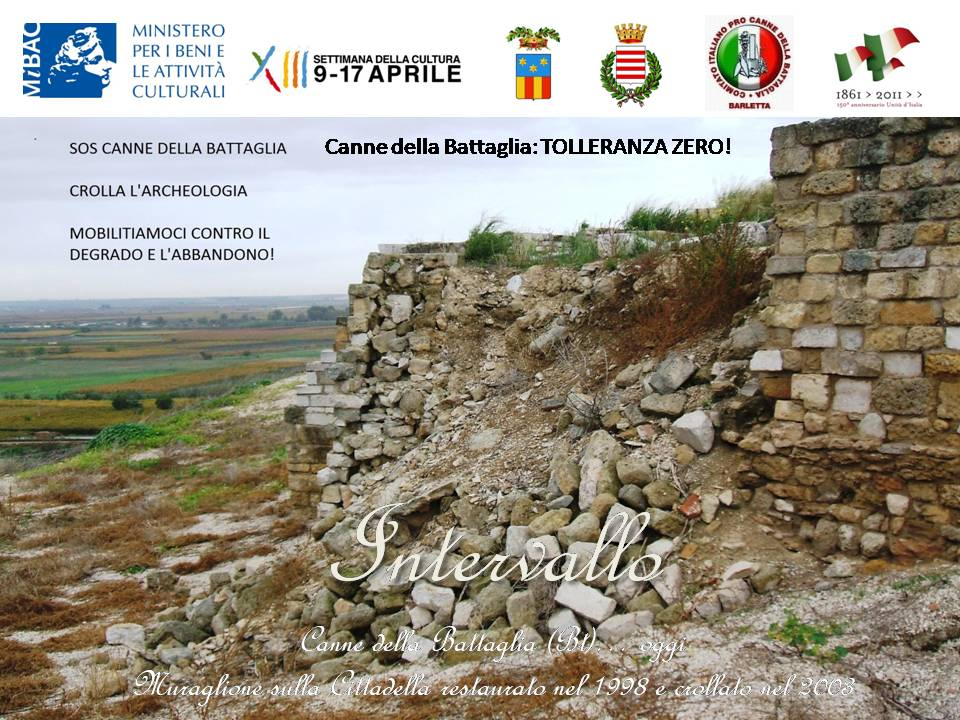 MiBAC
MINISTERO
PER I BENI E
LE ATTIVITÀ
CULTURALI
XIII SETTIMANA DELLA CULTURA
9-17 APRILE
COMITATO ITALIANO PRO CANNE DELLA BATTAGLIA
BARLETTA
1861 > 2011 > >
150° anniversario Unità d'Italia
SOS CANNE DELLA BATTAGLIA
Canne della Battaglia: TOLLERANZA ZERO!
CROLLA L'ARCHEOLOGIA
MOBILITIAMOCI CONTRO IL
DEGRADO E L'ABBANDONO!
Intervallo
Canne della Battaglia (Bt)... oggi
Muraglione sulla Cittadella restaurato nel 1998 e crollato nel 2003